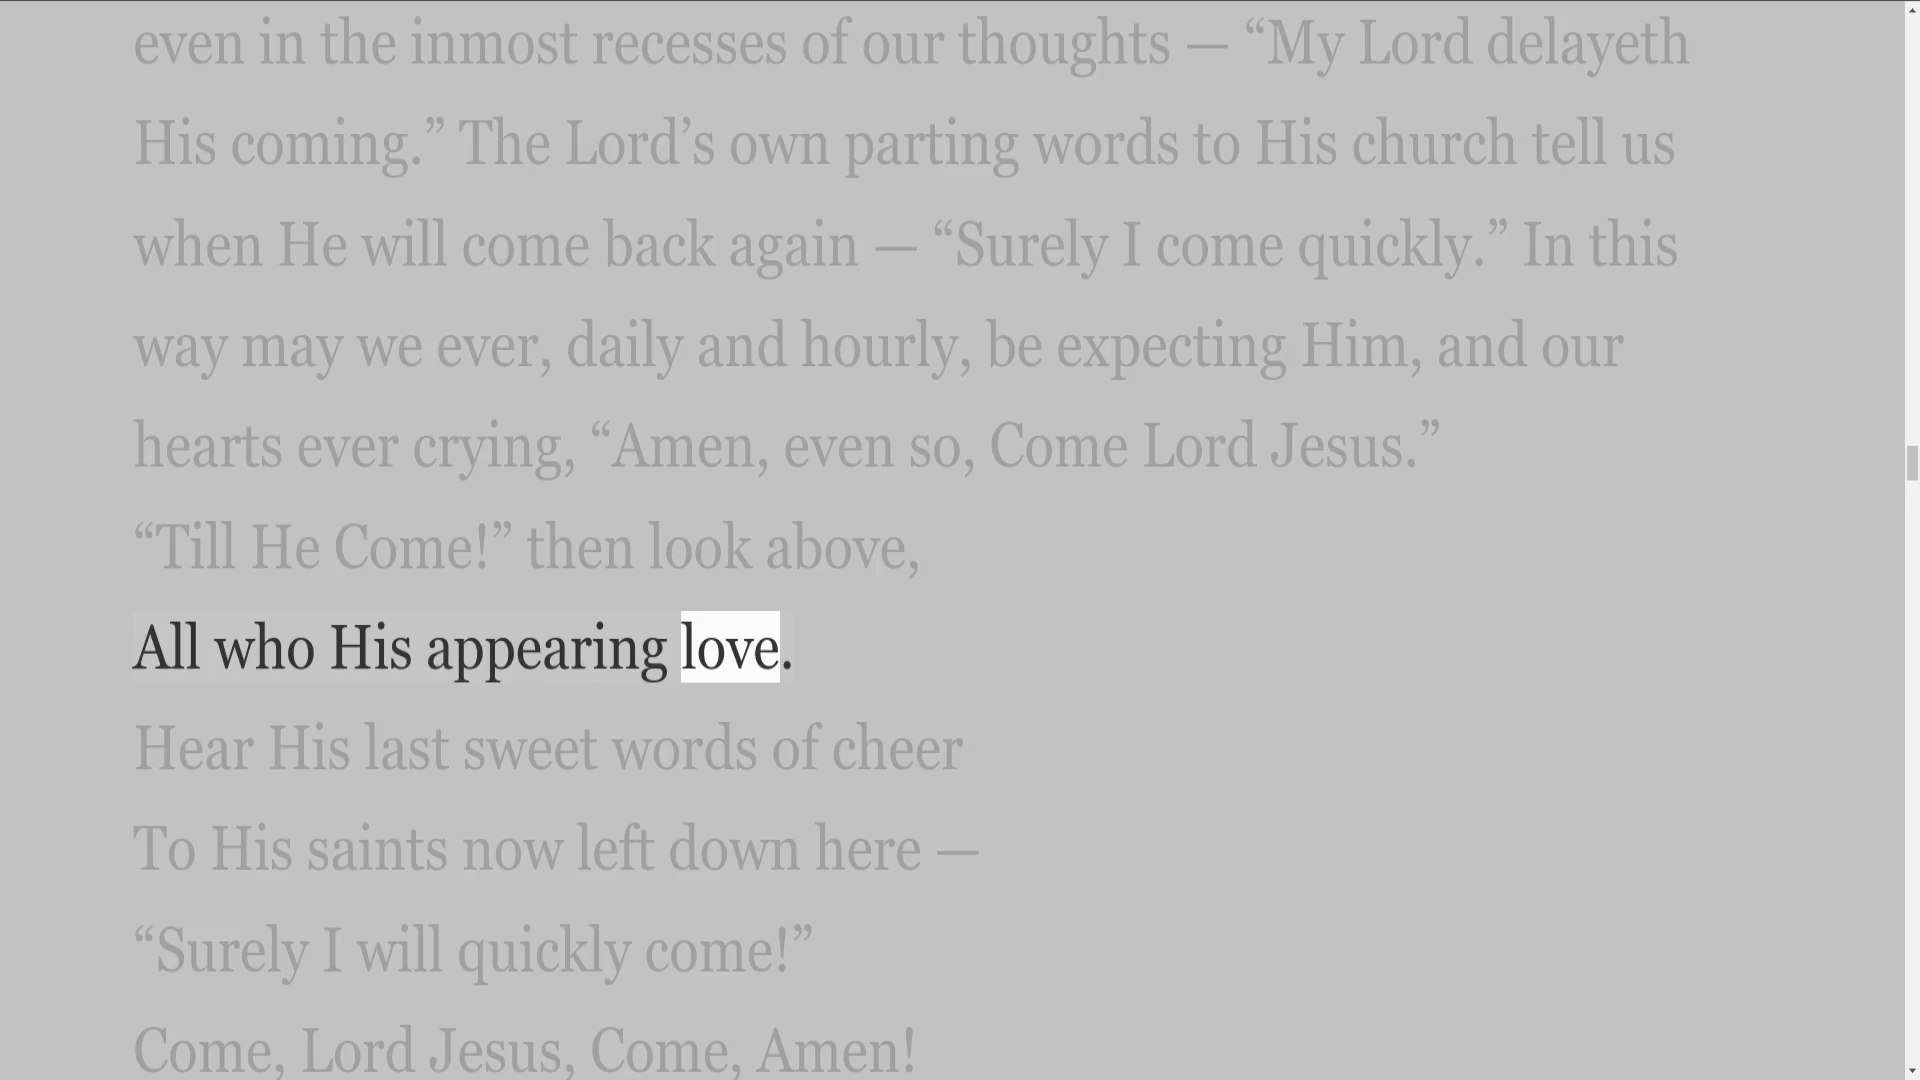 even in the inmost recesses of our thoughts — “My Lord delayeth
His coming.” The Lord’s own parting words to His church tell us
when He will come back again — “Surely I come quickly.” In this
way may we ever, daily and hourly, be expecting Him, and our
hearts ever crying, “Amen, even so, Come Lord Jesus.”
“Till He Come!” then look above,
All who His appearing love.
Hear His last sweet words of cheer
To His saints now left down here —
“Surely I will quickly come!”
Come, Lord Jesus, Come, Amen!